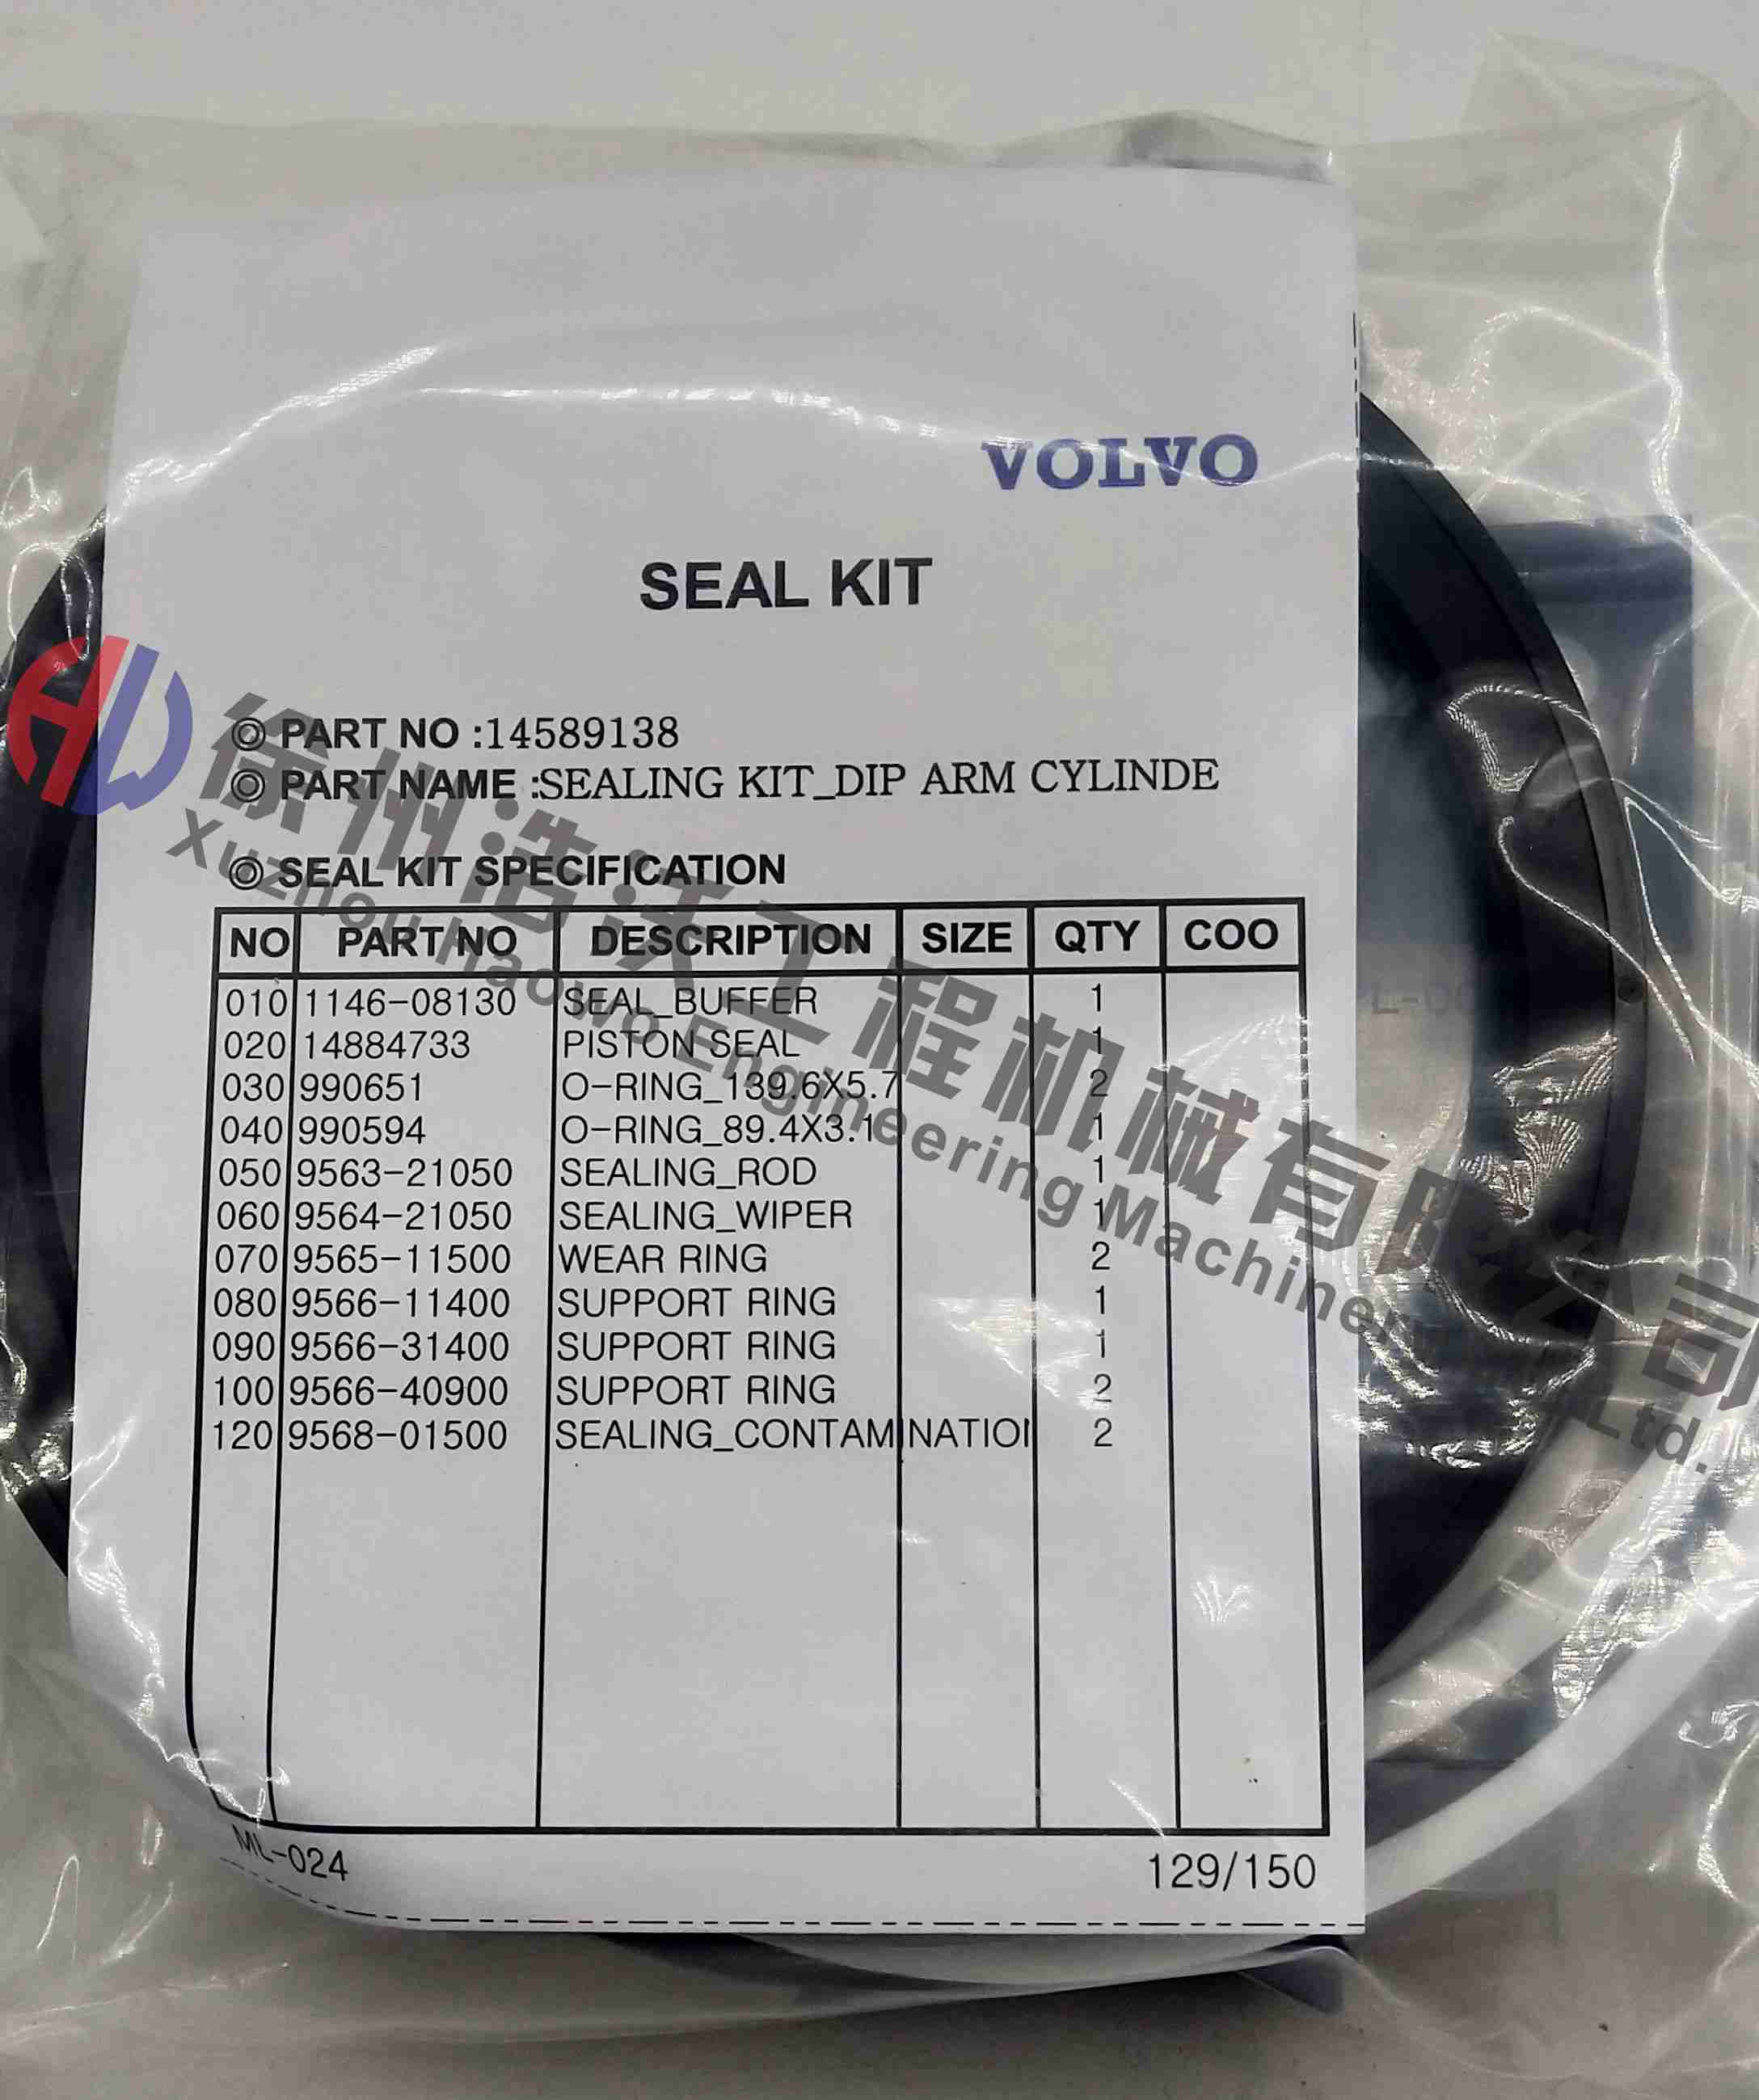 VOLVO
SEAL KIT
◎ PART NO :14589138
◎ PART NAME :SEALING KIT_DIP ARM CYLINDE
◎ SEAL KIT SPECIFICATION
NO PART NO DESCRIPTION SIZE QTY COO
010 1146-08130 SEAL_BUFFER 1
020 14884733 PISTON SEAL 1
030 990651 O-RING_139.6X5.7 2
040 990594 O-RING_89.4X3.1 1
050 9563-21050 SEALING_ROD 1
060 9564-21050 SEALING_WIPER 1
070 9565-11500 WEAR RING 2
080 9566-11400 SUPPORT RING 1
090 9566-31400 SUPPORT RING 1
100 9566-40900 SUPPORT RING 2
120 9568-01500 SEALING_CONTAMINATION 2
ML-024
129/150
徐州浩沃工程机械有限公司
Xuzhou Haowo Engineering Machinery Ltd.